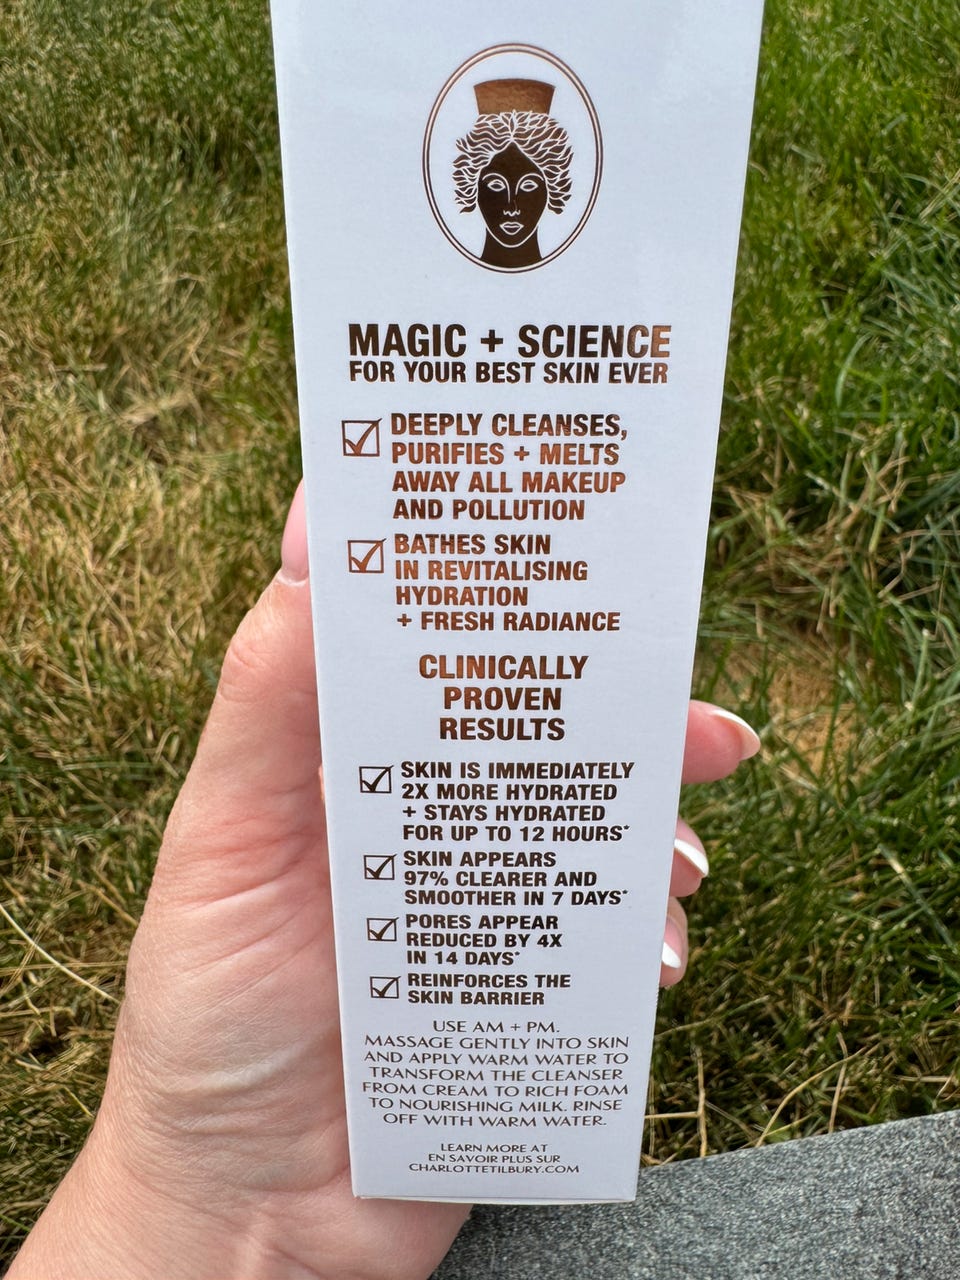 MAGIC + SCIENCE
FOR YOUR BEST SKIN EVER
DEEPLY CLEANSES,
PURIFIES + MELTS
AWAY ALL MAKEUP
AND POLLUTION
BATHES SKIN
IN REVITALISING
HYDRATION
+ FRESH RADIANCE
CLINICALLY
PROVEN
RESULTS
SKIN IS IMMEDIATELY
2X MORE HYDRATED
+ STAYS HYDRATED
FOR UP TO 12 HOURS*
SKIN APPEARS
97% CLEARER AND
SMOOTHER IN 7 DAYS*
PORES APPEAR
REDUCED BY 4X
IN 14 DAYS*
REINFORCES THE
SKIN BARRIER
USE AM + PM.
MASSAGE GENTLY INTO SKIN
AND APPLY WARM WATER TO
TRANSFORM THE CLEANSER
FROM CREAM TO RICH FOAM
TO NOURISHING MILK. RINSE
OFF WITH WARM WATER.
LEARN MORE AT
EN SAVOIR PLUS SUR
CHARLOTTETILBURY.COM